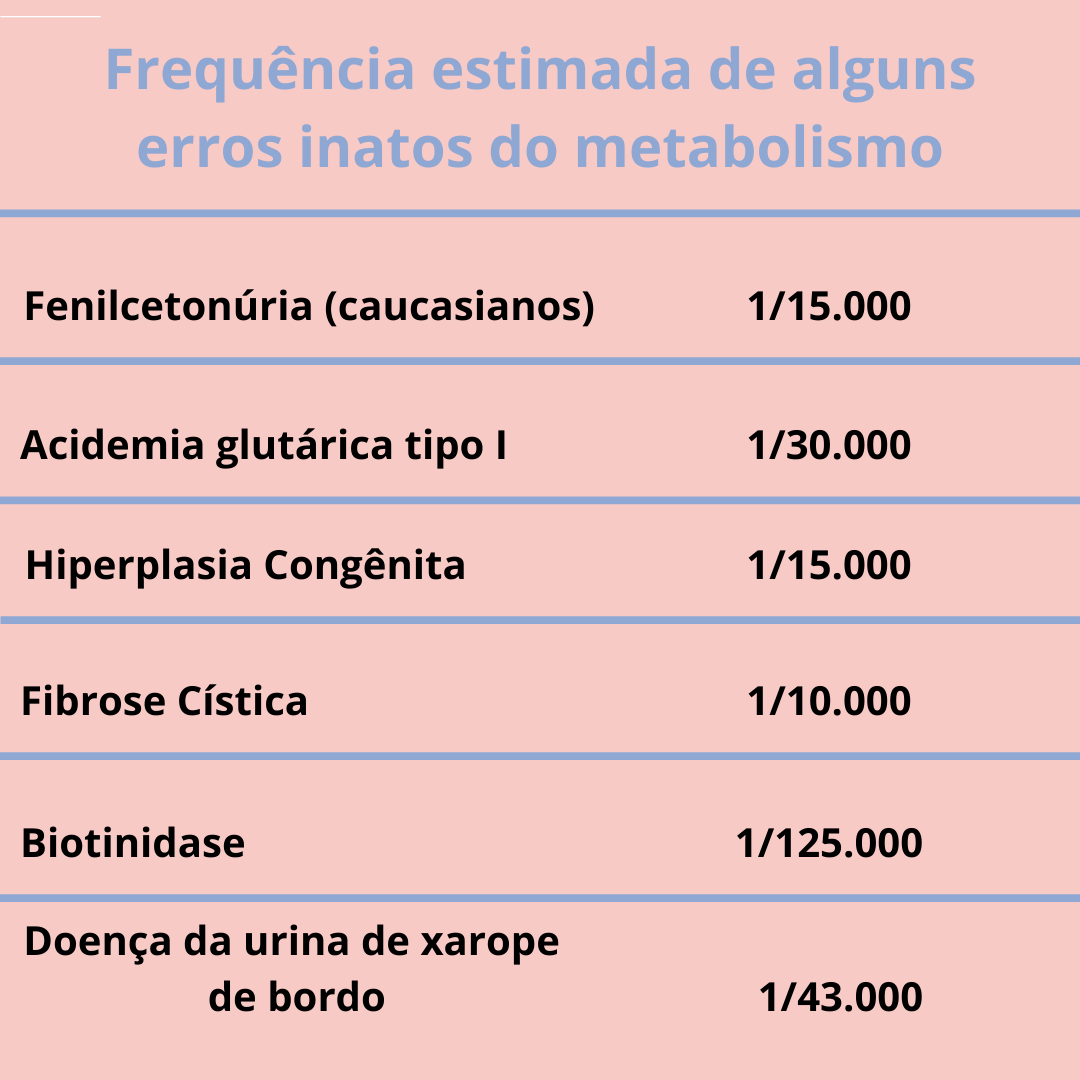 Frequência estimada de alguns
erros inatos do metabolismo
Fenilcetonúria (caucasianos) 1/15.000
Acidemia glutárica tipo I 1/30.000
Hiperplasia Congênita 1/15.000
Fibrose Cística 1/10.000
Biotinidase 1/125.000
Doença da urina de xarope
de bordo 1/43.000